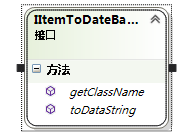 IItemToDateBa...
接口
方法
getClassName
toDataString